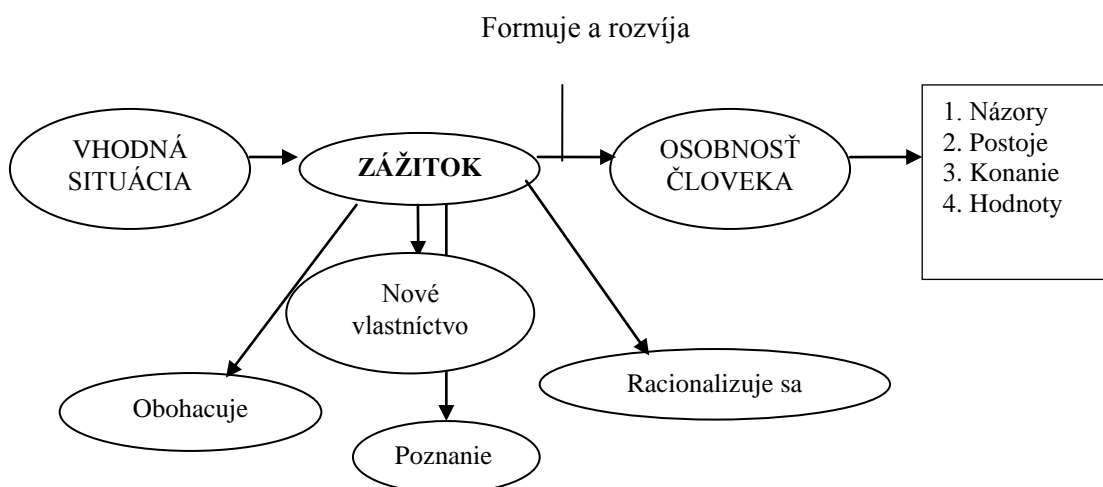 Formuje a rozvíja
VHODNÁ
SITUÁCIA
ZÁŽITOK
OSOBNOSŤ
ČLOVEKA
1. Názory
2. Postoje
3. Konanie
4. Hodnoty
Nové
vlastníctvo
Obohacuje
Racionalizuje sa
Poznanie